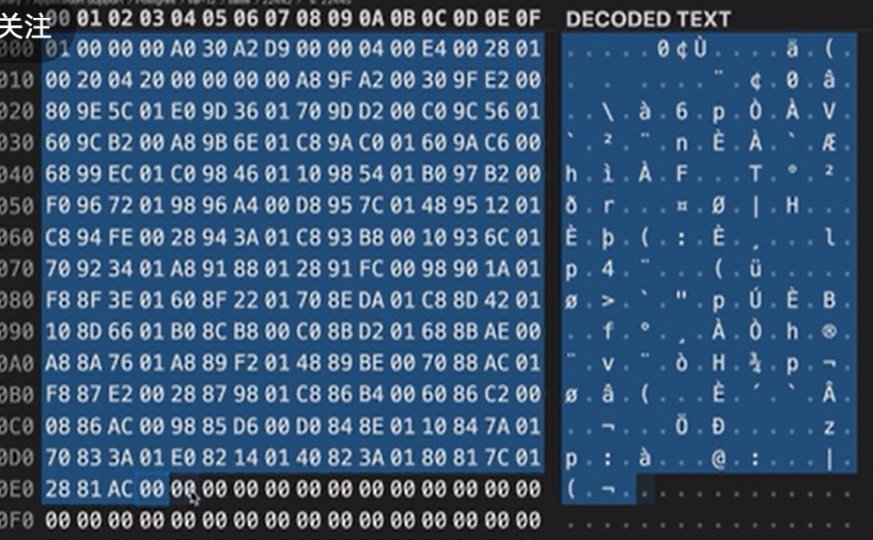 关注
00 01 02 03 04 05 06 07 08 09 0A 0B 0C 0D 0E 0F DECODED TEXT
000 01 00 00 00 A0 30 A2 D9 00 00 04 00 E4 00 28 01 . . . . . 0 ¢ Ù . . . . ä . ( .
010 00 20 04 20 00 00 00 00 A8 9F A2 00 30 9F E2 00 . . . . . . . ¨ . ¢ . 0 . â .
020 80 9E 5C 01 E0 9D 36 01 70 9D D2 00 C0 9C 56 01 . . \ . à . 6 . p . Ò . À . V .
030 60 9C B2 00 A8 9B 6E 01 C8 9A C0 01 60 9A C6 00 ` . ² . ¨ . n . È . À . ` . Æ .
040 68 99 EC 01 C0 98 46 01 10 98 54 01 B0 97 B2 00 h . ì . À . F . . . T . ° . ² .
050 F0 96 72 01 98 96 A4 00 D8 95 7C 01 48 95 12 01 ð . r . . . ¤ . Ø . | . H . . .
060 C8 94 FE 00 28 94 3A 01 C8 93 B8 00 10 93 6C 01 È . þ . ( . : . È . ¸ . . . l .
070 70 92 34 01 A8 91 88 01 28 91 FC 00 98 90 1A 01 p . 4 . ¨ . . . ( . ü . . . . .
080 F8 8F 3E 01 60 8F 22 01 70 8E DA 01 C8 8D 42 01 ø . > . ` . " . p . Ú . È . B .
090 10 8D 66 01 B0 8C B8 00 C0 8B D2 01 68 8B AE 00 . . f . ° . ¸ . À . Ò . h . ® .
0A0 A8 8A 76 01 A8 89 F2 01 48 89 BE 00 70 88 AC 01 ¨ . v . ¨ . ò . H . ¾ . p . ¬ .
0B0 F8 87 E2 00 28 87 98 01 C8 86 B4 00 60 86 C2 00 ø . â . ( . . . È . ´ . ` . Â .
0C0 08 86 AC 00 98 85 D6 00 D0 84 8E 01 10 84 7A 01 . . ¬ . . . Ö . Ð . . . . . z .
0D0 70 83 3A 01 E0 82 14 01 40 82 3A 01 80 81 7C 01 p . : . à . . . @ . : . . . | .
0E0 28 81 AC 00 00 00 00 00 00 00 00 00 00 00 00 00 ( . ¬ . . . . . . . . . . . . .
0F0 00 00 00 00 00 00 00 00 00 00 00 00 00 00 00 00 . . . . . . . . . . . . . . . .